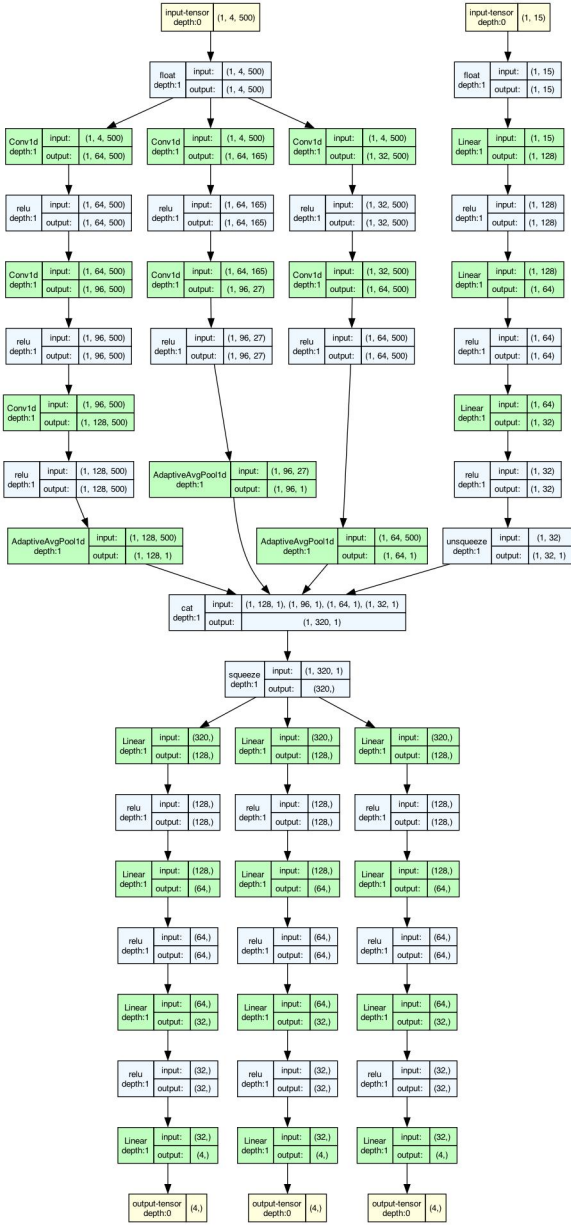 input-tensor depth:0 (1, 4, 500)
input-tensor depth:0 (1, 15)
float depth:1 input: (1, 4, 500) output: (1, 4, 500)
float depth:1 input: (1, 15) output: (1, 15)
Conv1d depth:1 input: (1, 4, 500) output: (1, 64, 500)
Conv1d depth:1 input: (1, 4, 500) output: (1, 64, 165)
Conv1d depth:1 input: (1, 4, 500) output: (1, 32, 500)
Linear depth:1 input: (1, 15) output: (1, 128)
relu depth:1 input: (1, 64, 500) output: (1, 64, 500)
relu depth:1 input: (1, 64, 165) output: (1, 64, 165)
relu depth:1 input: (1, 32, 500) output: (1, 32, 500)
relu depth:1 input: (1, 128) output: (1, 128)
Conv1d depth:1 input: (1, 64, 500) output: (1, 96, 500)
Conv1d depth:1 input: (1, 64, 165) output: (1, 96, 27)
Conv1d depth:1 input: (1, 32, 500) output: (1, 64, 500)
Linear depth:1 input: (1, 128) output: (1, 64)
relu depth:1 input: (1, 96, 500) output: (1, 96, 500)
relu depth:1 input: (1, 96, 27) output: (1, 96, 27)
relu depth:1 input: (1, 64, 500) output: (1, 64, 500)
relu depth:1 input: (1, 64) output: (1, 64)
Conv1d depth:1 input: (1, 96, 500) output: (1, 128, 500)
Linear depth:1 input: (1, 64) output: (1, 32)
relu depth:1 input: (1, 128, 500) output: (1, 128, 500)
AdaptiveAvgPool1d depth:1 input: (1, 96, 27) output: (1, 96, 1)
relu depth:1 input: (1, 32) output: (1, 32)
AdaptiveAvgPool1d depth:1 input: (1, 128, 500) output: (1, 128, 1)
AdaptiveAvgPool1d depth:1 input: (1, 64, 500) output: (1, 64, 1)
unsqueeze depth:1 input: (1, 32) output: (1, 32, 1)
cat depth:1 input: (1, 128, 1), (1, 96, 1), (1, 64, 1), (1, 32, 1) output: (1, 320, 1)
squeeze depth:1 input: (1, 320, 1) output: (320,)
Linear depth:1 input: (320,) output: (128,)
Linear depth:1 input: (320,) output: (128,)
Linear depth:1 input: (320,) output: (128,)
relu depth:1 input: (128,) output: (128,)
relu depth:1 input: (128,) output: (128,)
relu depth:1 input: (128,) output: (128,)
Linear depth:1 input: (128,) output: (64,)
Linear depth:1 input: (128,) output: (64,)
Linear depth:1 input: (128,) output: (64,)
relu depth:1 input: (64,) output: (64,)
relu depth:1 input: (64,) output: (64,)
relu depth:1 input: (64,) output: (64,)
Linear depth:1 input: (64,) output: (32,)
Linear depth:1 input: (64,) output: (32,)
Linear depth:1 input: (64,) output: (32,)
relu depth:1 input: (32,) output: (32,)
relu depth:1 input: (32,) output: (32,)
relu depth:1 input: (32,) output: (32,)
Linear depth:1 input: (32,) output: (4,)
Linear depth:1 input: (32,) output: (4,)
Linear depth:1 input: (32,) output: (4,)
output-tensor depth:0 (4,)
output-tensor depth:0 (4,)
output-tensor depth:0 (4,)